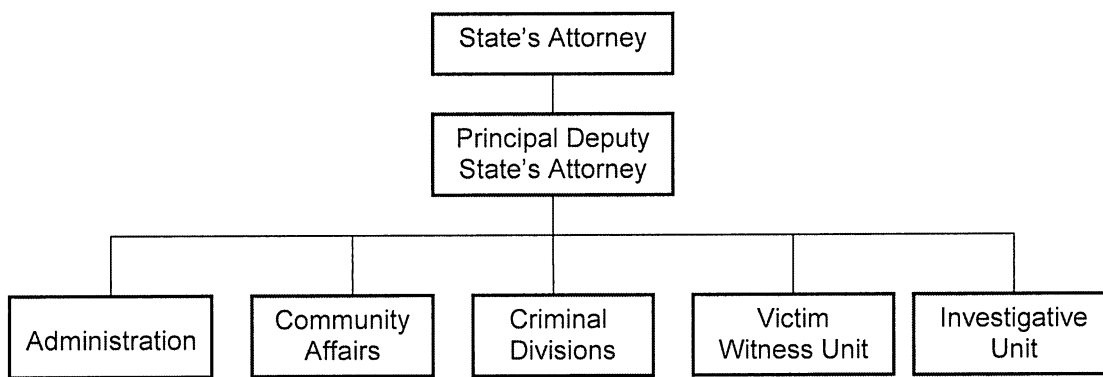 State’s Attorney
Principal Deputy
State’s Attorney
Administration
Community
Affairs
Criminal
Divisions
Victim
Witness Unit
Investigative
Unit